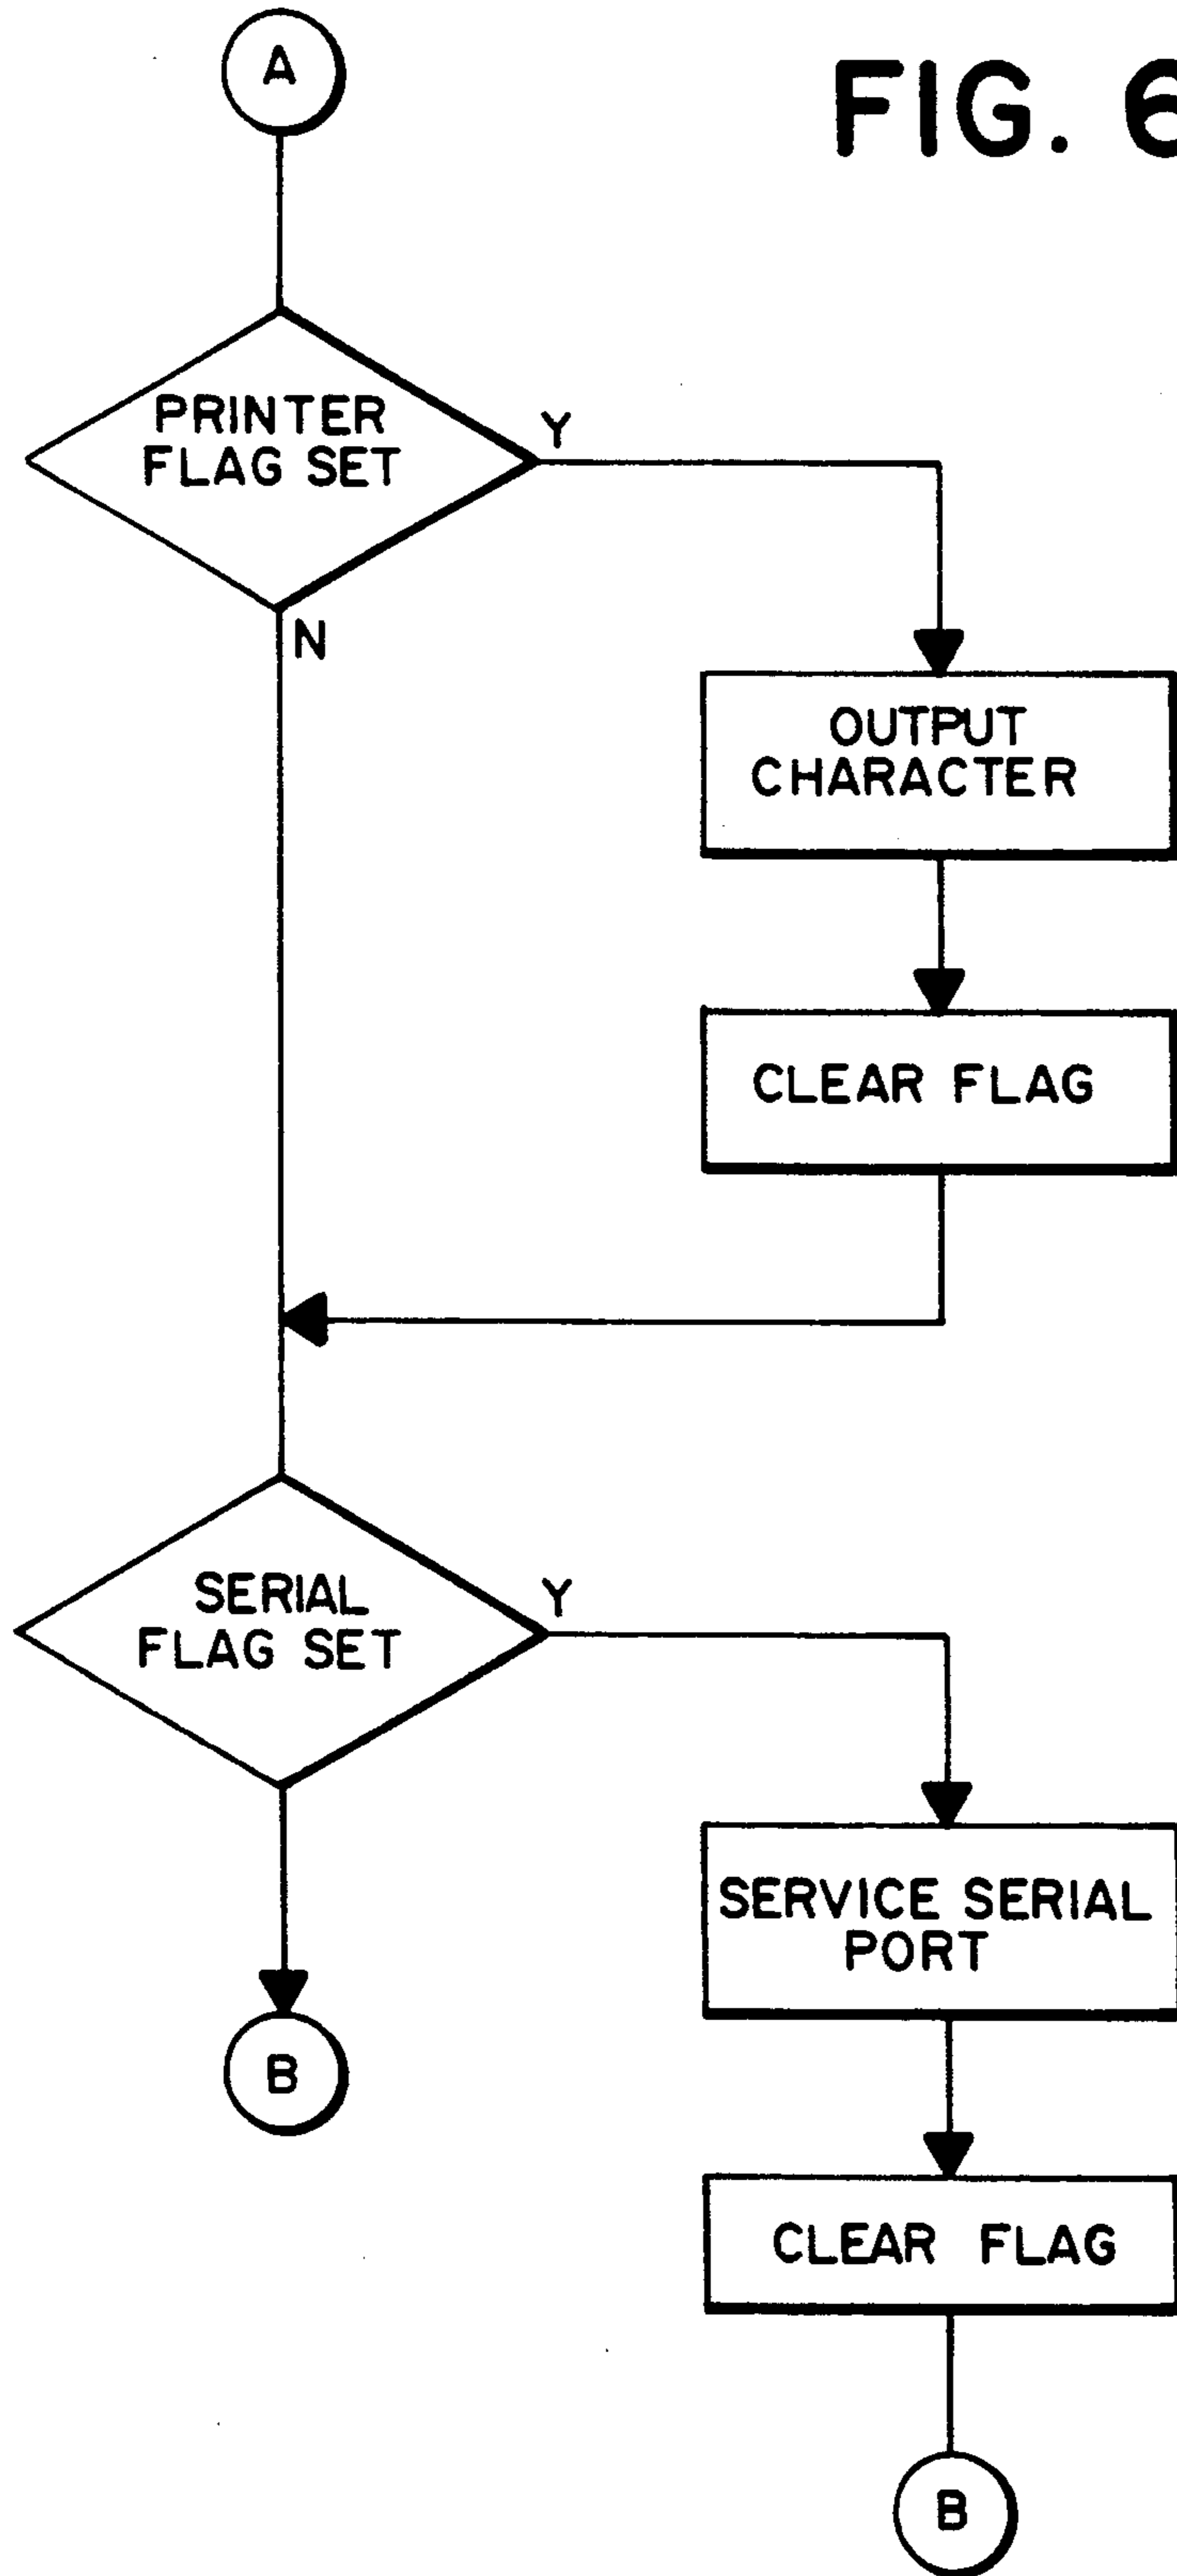 A
FIG. 6
PRINTER
FLAG SET
Y
N
OUTPUT
CHARACTER
CLEAR FLAG
SERIAL
FLAG SET
Y
SERVICE SERIAL
PORT
B
CLEAR FLAG
B